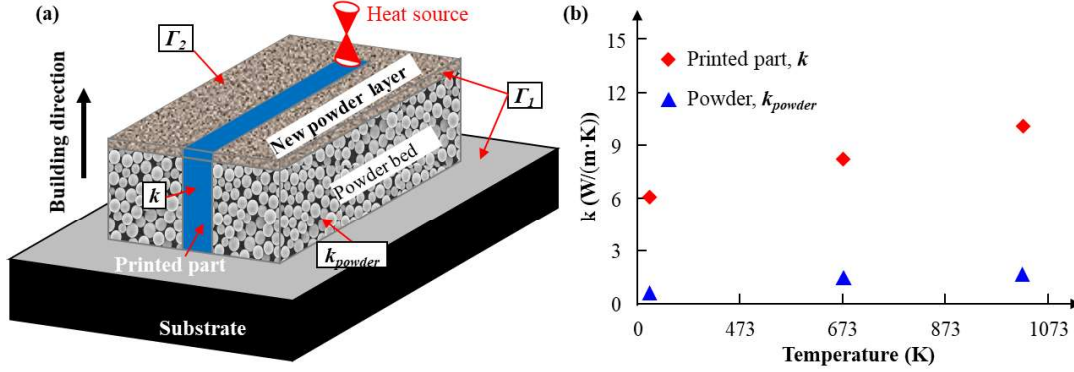 (a)
Heat source
Γ2
Building direction
New powder layer
Γ1
Powder bed
k
Printed part
kpowder
Substrate
(b)
k (W/(m·K))
15
12
9
6
3
0
Printed part, k
Powder, kpowder
0 473 673 873 1073
Temperature (K)